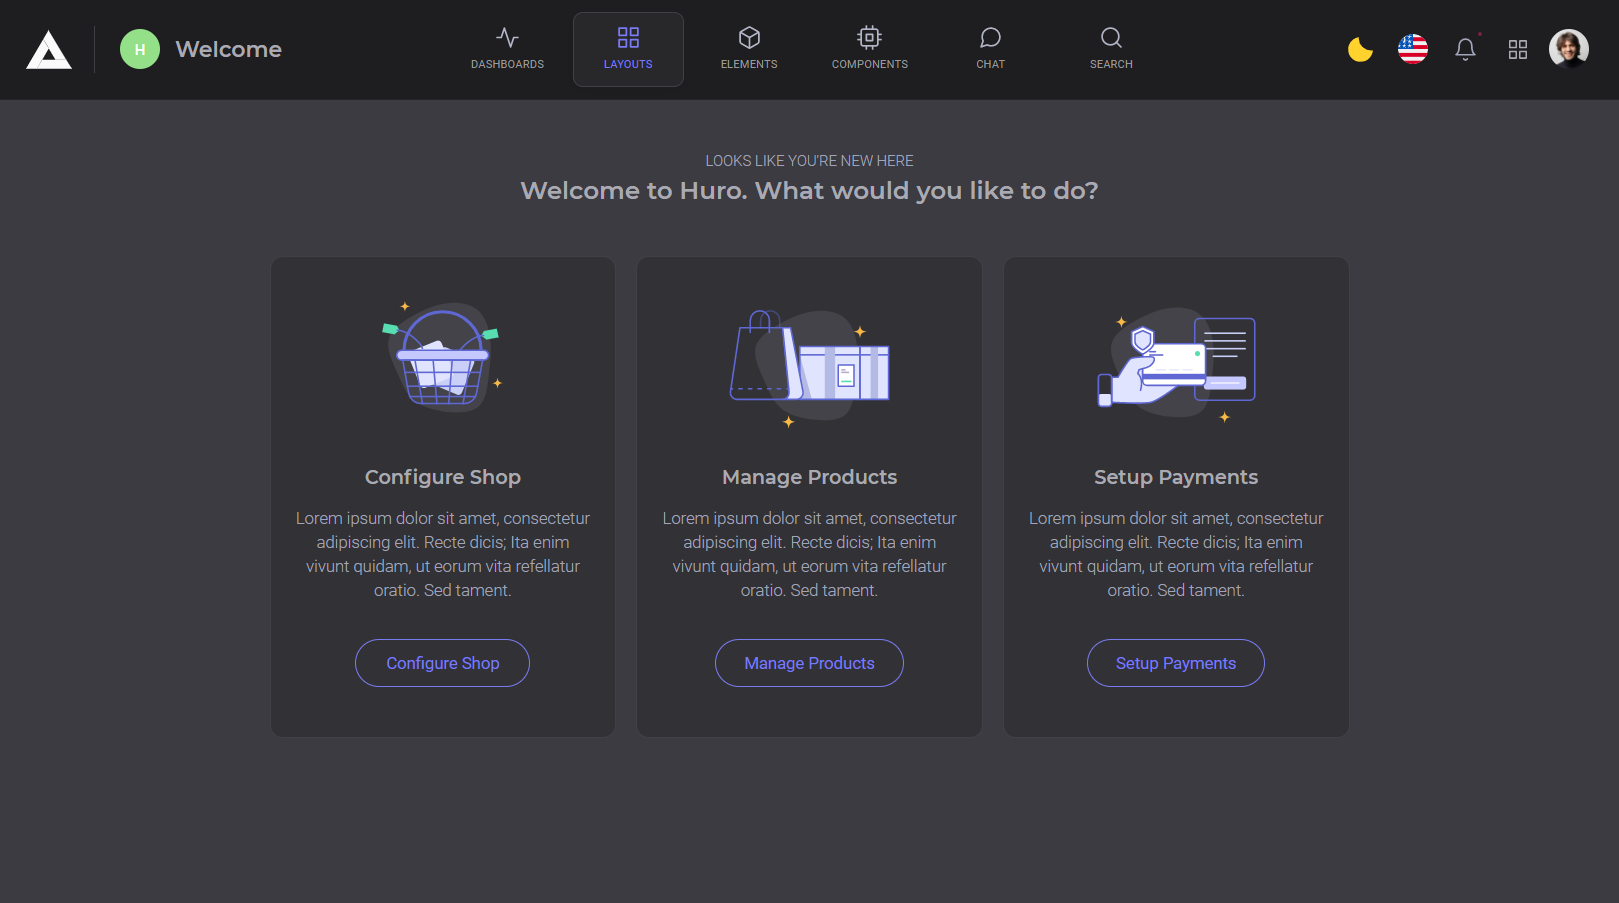 H
Welcome
DASHBOARDS
LAYOUTS
ELEMENTS
COMPONENTS
CHAT
SEARCH
LOOKS LIKE YOU'RE NEW HERE
Welcome to Huro. What would you like to do?
Configure Shop
Lorem ipsum dolor sit amet, consectetur
adipiscing elit. Recte dicis; Ita enim
vivunt quidam, ut eorum vita refellatur
oratio. Sed tament.
Configure Shop
Manage Products
Lorem ipsum dolor sit amet, consectetur
adipiscing elit. Recte dicis; Ita enim
vivunt quidam, ut eorum vita refellatur
oratio. Sed tament.
Manage Products
Setup Payments
Lorem ipsum dolor sit amet, consectetur
adipiscing elit. Recte dicis; Ita enim
vivunt quidam, ut eorum vita refellatur
oratio. Sed tament.
Setup Payments